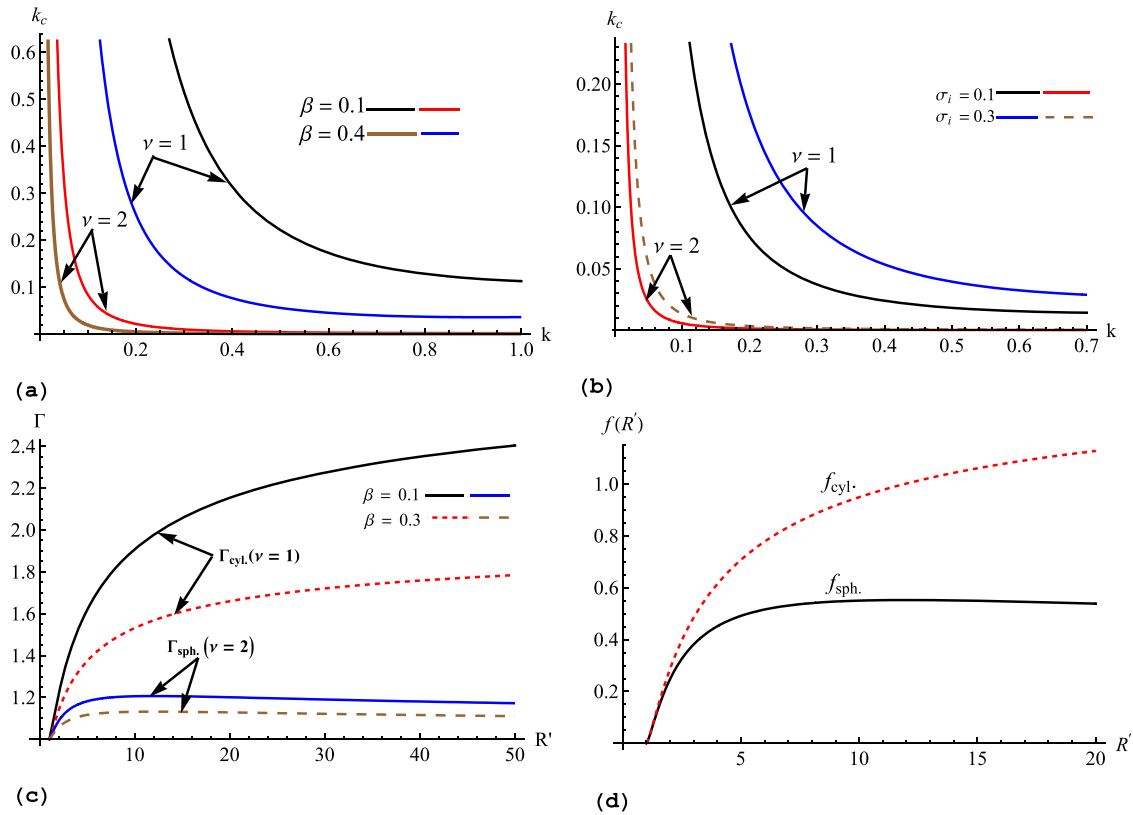 k_c
0.6
0.5
0.4
0.3
0.2
0.1
0.2 0.4 0.6 0.8 1.0 k
β = 0.1
β = 0.4
ν = 1
ν = 2
(a)
k_c
0.20
0.15
0.10
0.05
0.1 0.2 0.3 0.4 0.5 0.6 0.7 k
σ_i = 0.1
σ_i = 0.3
ν = 1
ν = 2
(b)
Γ
2.4
2.2
2.0
1.8
1.6
1.4
1.2
0 10 20 30 40 50 R'
β = 0.1
β = 0.3
Γcyl.(ν = 1)
Γsph.(ν = 2)
(c)
f(R′)
1.0
0.8
0.6
0.4
0.2
5 10 15 20 R′
fcyl.
fsph.
(d)